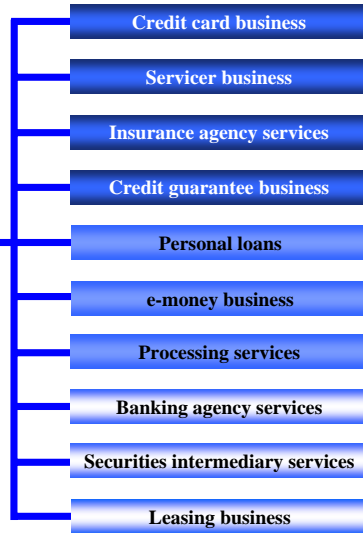 Credit card business
Servicer business
Insurance agency services
Credit guarantee business
Personal loans
e-money business
Processing services
Banking agency services
Securities intermediary services
Leasing business